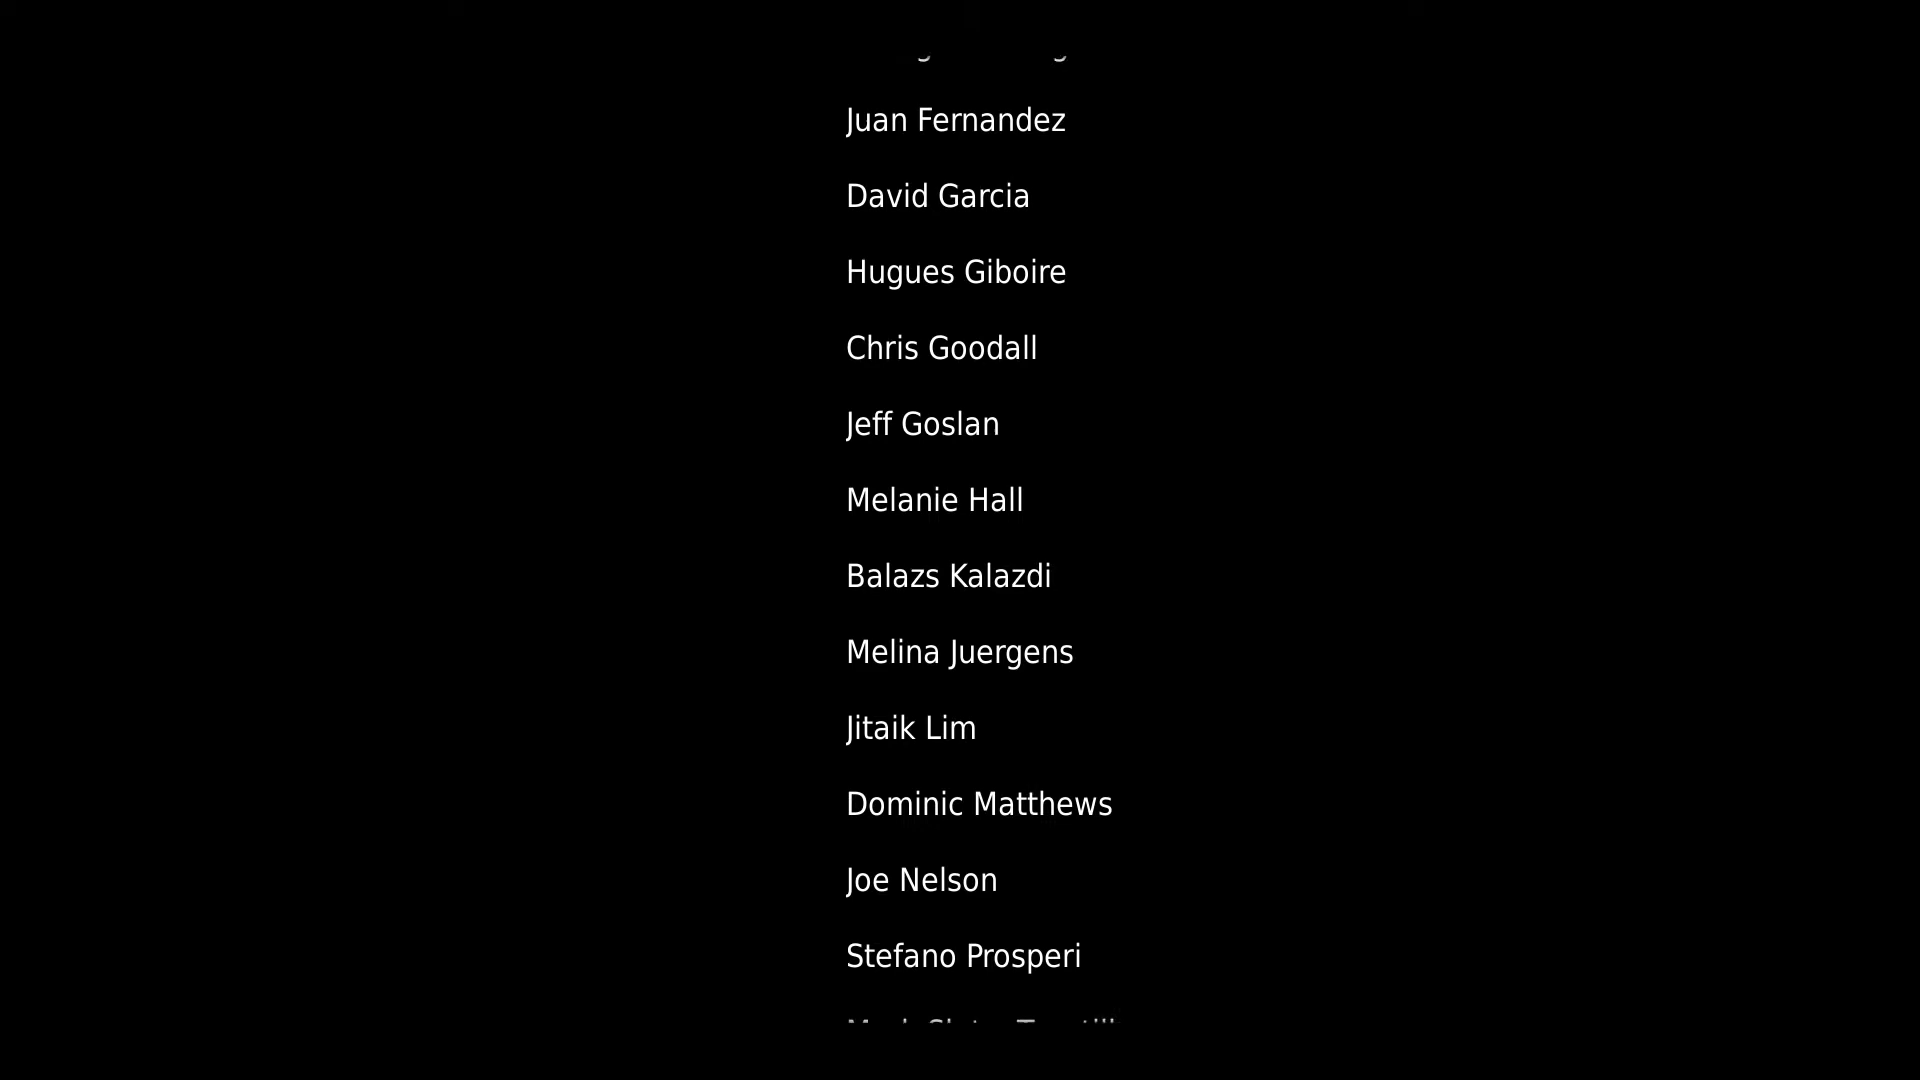 Juan Fernandez
David Garcia
Hugues Giboire
Chris Goodall
Jeff Goslan
Melanie Hall
Balazs Kalazdi
Melina Juergens
Jitaik Lim
Dominic Matthews
Joe Nelson
Stefano Prosperi